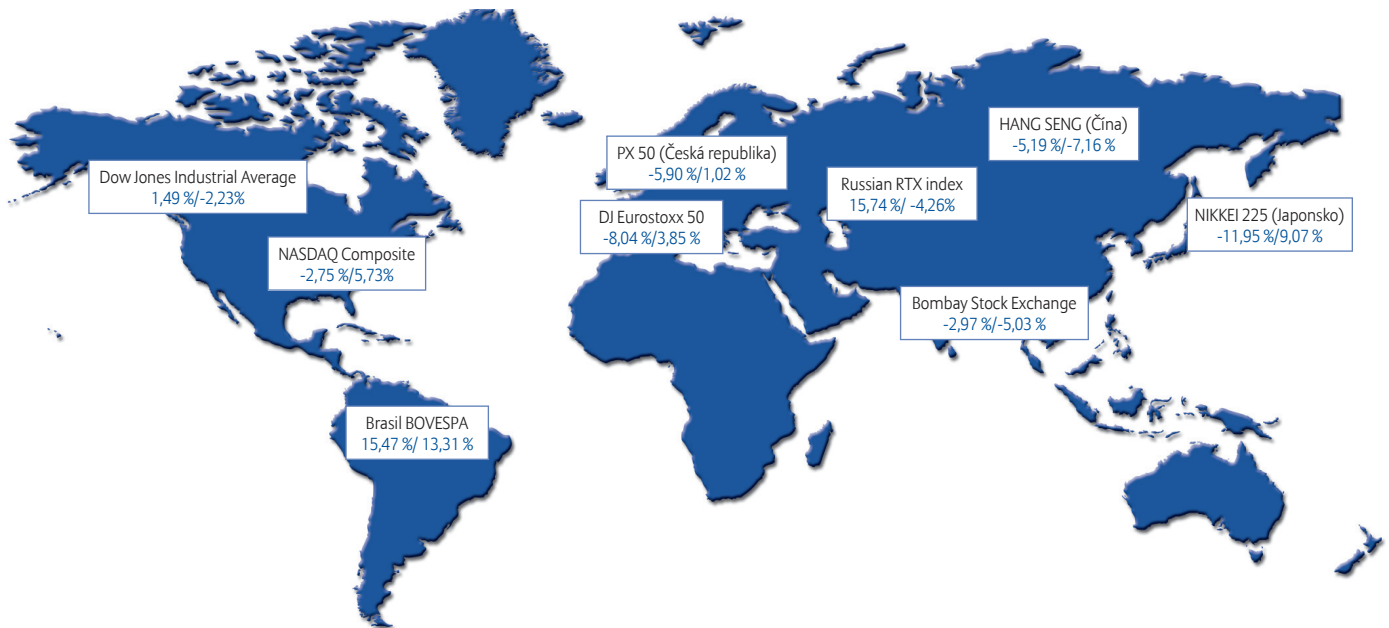 HANG SENG (Čína)
-5,19 %/-7,16 %
PX 50 (Česká republika)
-5,90 %/1,02 %
Dow Jones Industrial Average
1,49 %/-2,23%
Russian RTX index
15,74 %/ -4,26%
NIKKEI 225 (Japonsko)
-11,95 %/9,07 %
DJ Eurostoxx 50
-8,04 %/3,85 %
NASDAQ Composite
-2,75 %/5,73%
Bombay Stock Exchange
-2,97 %/-5,03 %
Brasil BOVESPA
15,47 %/ 13,31 %